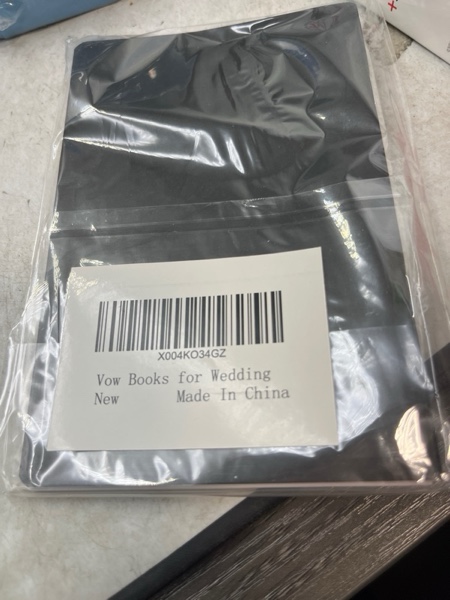 X004KO34GZ
Vow Books for Wedding
New Made In China